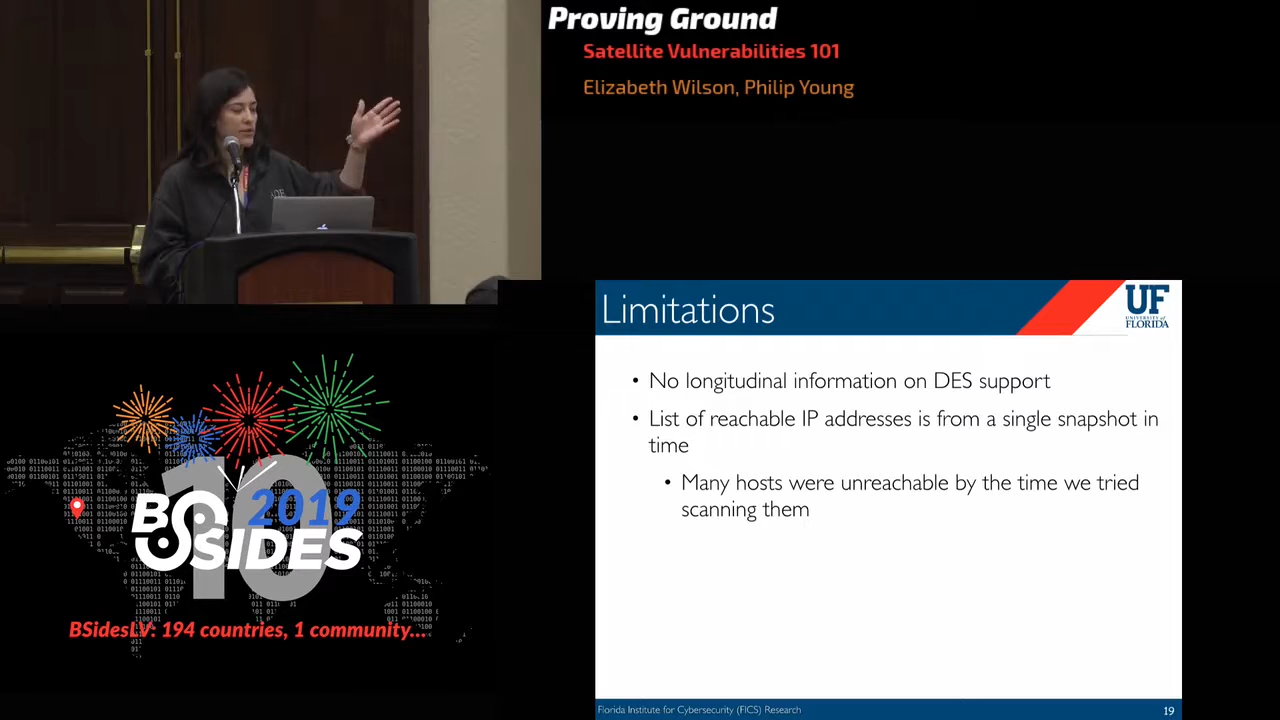 Proving Ground
Satellite Vulnerabilities 101
Elizabeth Wilson, Philip Young
Limitations
UF
UNIVERSITY of
FLORIDA
• No longitudinal information on DES support
• List of reachable IP addresses is from a single snapshot in
time
• Many hosts were unreachable by the time we tried
scanning them
10
2019
BSIDES
BSidesLV: 194 countries, 1 community...
Florida Institute for Cybersecurity (FICS) Research
19